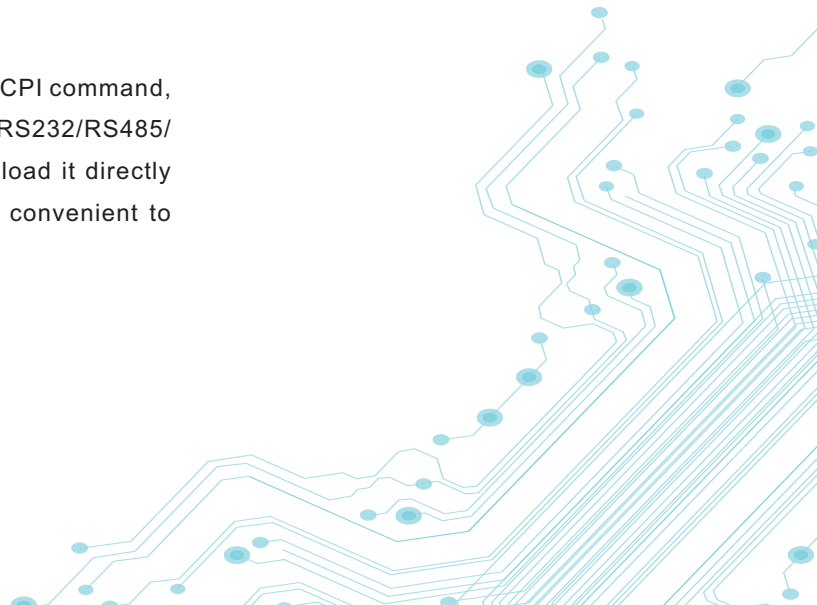 CPI command,
RS232/RS485/
load it directly
convenient to